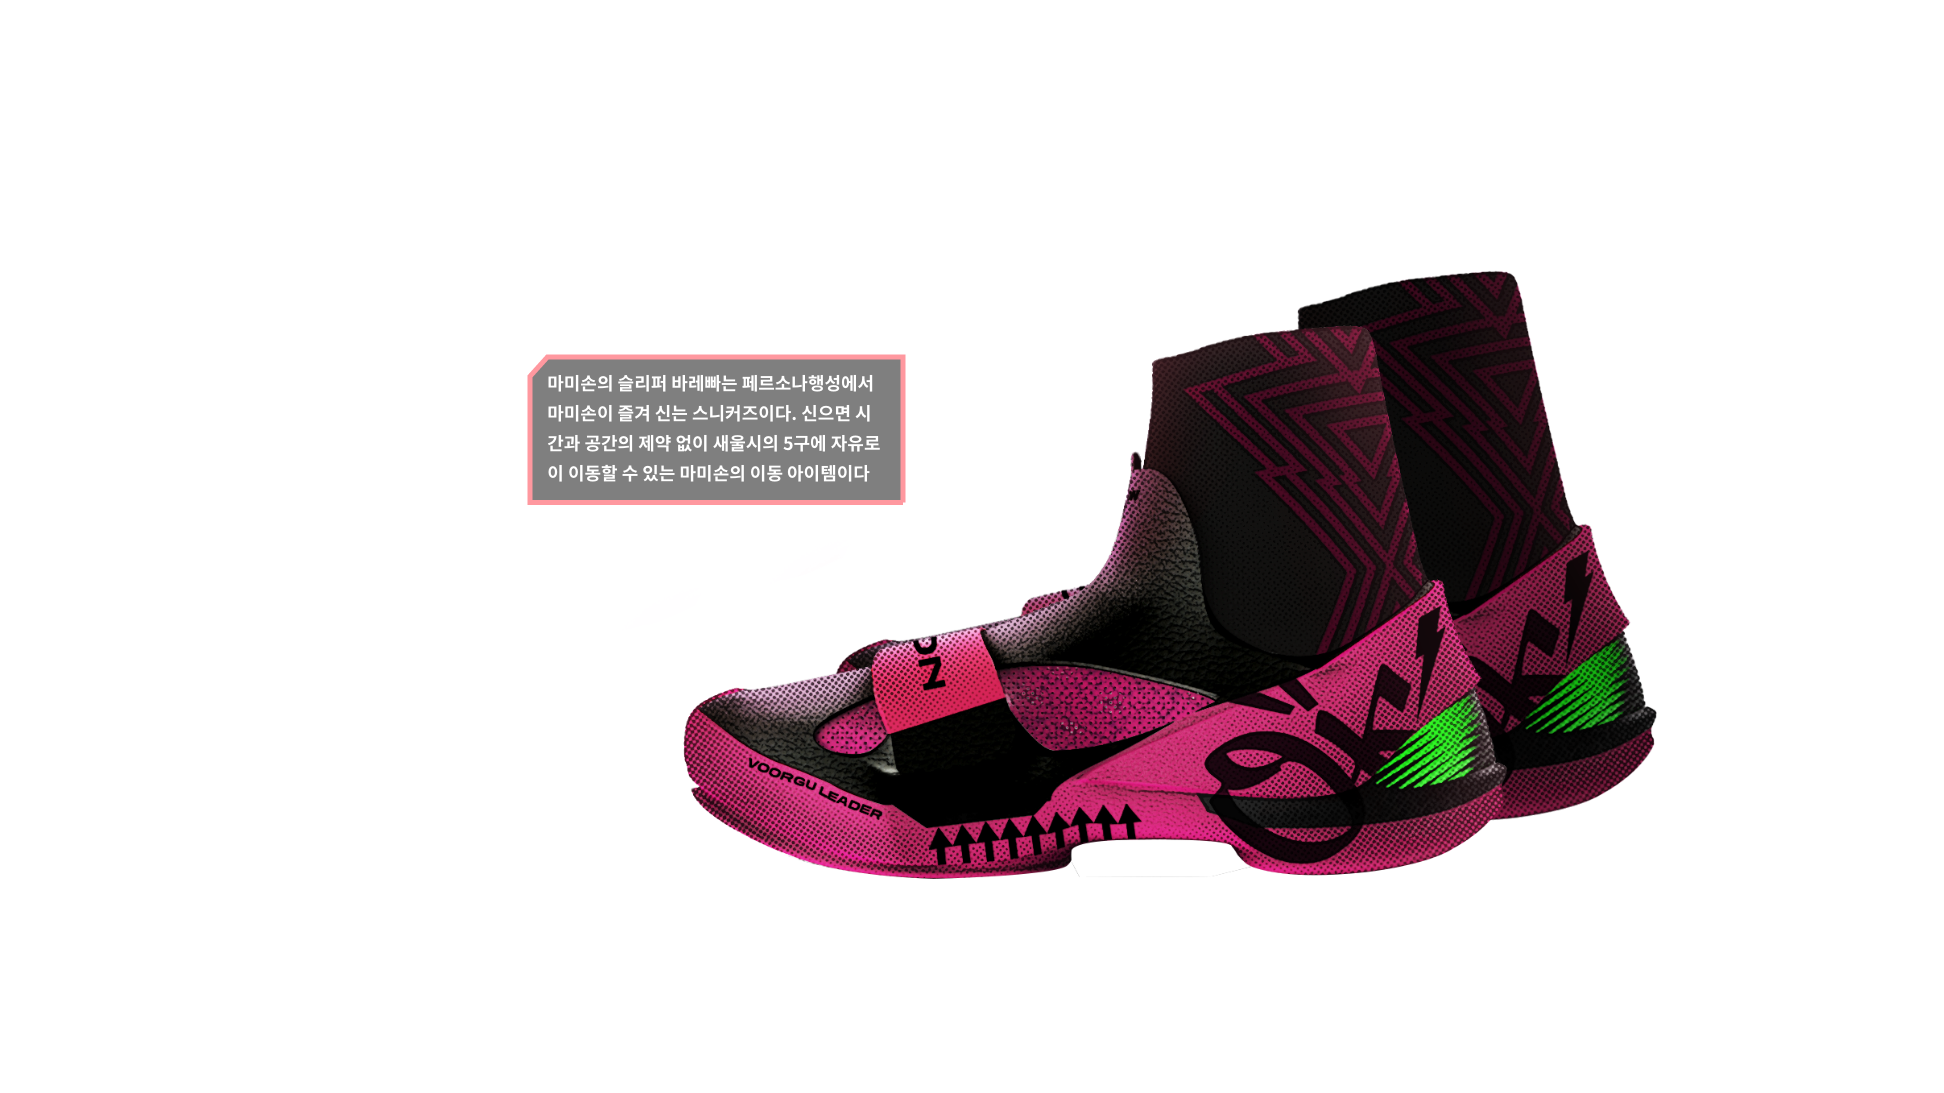 마미손의 슬리퍼 바레빠는 페르소나행성에서
마미손이 즐겨 신는 스니커즈이다. 신으면 시
간과 공간의 제약 없이 새울시의 5구에 자유로
이 이동할 수 있는 마미손의 이동 아이템이다
VOORGU LEADER